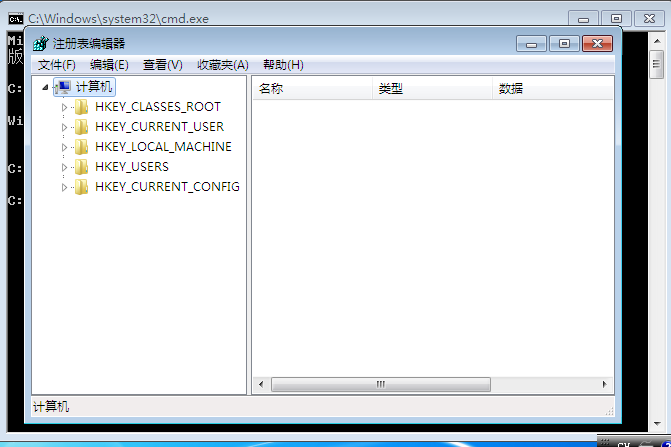 C:\Windows\system32\cmd.exe
Mi
版
C:
Wi
C:
C:
注册表编辑器
文件(F) 编辑(E) 查看(V) 收藏夹(A) 帮助(H)
计算机
HKEY_CLASSES_ROOT
HKEY_CURRENT_USER
HKEY_LOCAL_MACHINE
HKEY_USERS
HKEY_CURRENT_CONFIG
名称 类型 数据
计算机